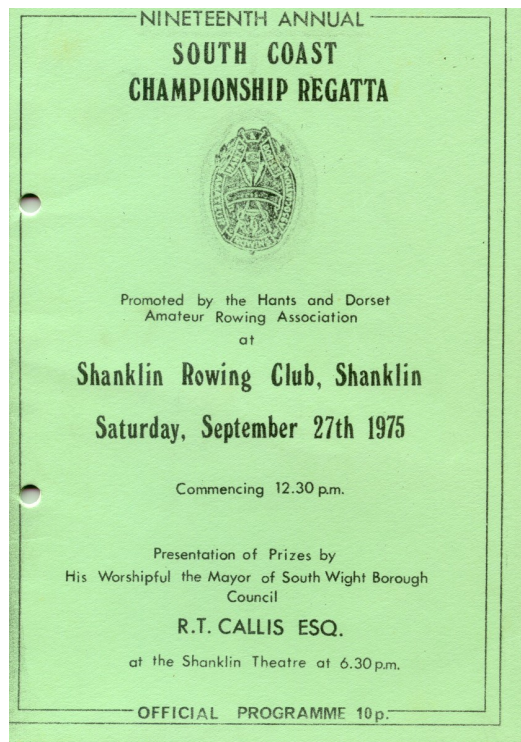 NINETEENTH ANNUAL
SOUTH COAST
CHAMPIONSHIP REGATTA
Promoted by the Hants and Dorset
Amateur Rowing Association
at
Shanklin Rowing Club, Shanklin
Saturday, September 27th 1975
Commencing 12.30 p.m.
Presentation of Prizes by
His Worshipful the Mayor of South Wight Borough
Council
R.T. CALLIS ESQ.
at the Shanklin Theatre at 6.30 p.m.
OFFICIAL PROGRAMME 10p.